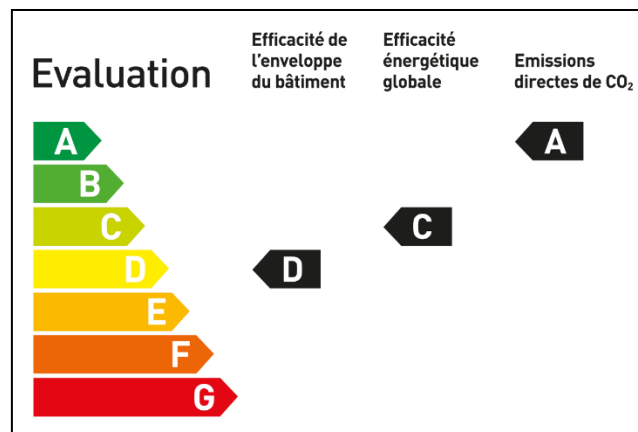 Evaluation
Efficacité de
l'enveloppe
du bâtiment
Efficacité
énergétique
globale
Emissions
directes de CO₂
A
A
B
C
C
D
D
E
F
G